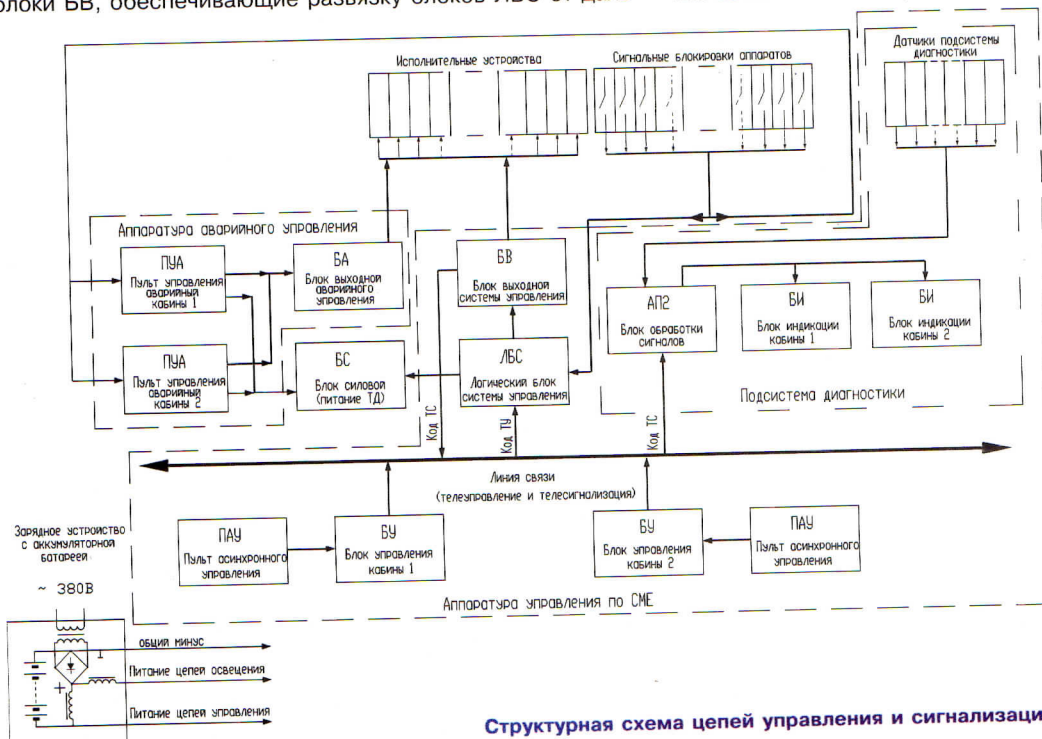 блоки БВ, обеспечивающие развязку блоков ЛБС от
Исполнительные устройства
Сигнальные блокировки аппаратов
Датчики подсистемы
диагностики
Аппаратура аварийного управления
ПУА
Пульт управления
аварийный
кабины 1
БА
Блок выходной
аварийного
управления
БВ
Блок выходной
системы управления
АП2
Блок обработки
сигналов
БИ
Блок индикации
кабины 1
БИ
Блок индикации
кабины 2
ПУА
Пульт управления
аварийный
кабины 2
БС
Блок силовой
(питание ТД)
ЛБС
Логический блок
системы управления
Подсистема диагностики
Код ТС
Код ТУ
Код ТС
Линия связи
(телеуправление и телесигнализация)
ПАУ
Пульт асинхронного
управления
БУ
Блок управления
кабины 1
БУ
Блок управления
кабины 2
ПАУ
Пульт асинхронного
управления
Аппаратура управления по СМЕ
Зарядное устройство
с аккумуляторной
батареей
~ 380В
общий минус
Питание цепей освещения
Питание цепей управления
+
Структурная схема цепей управления и сигнализаци